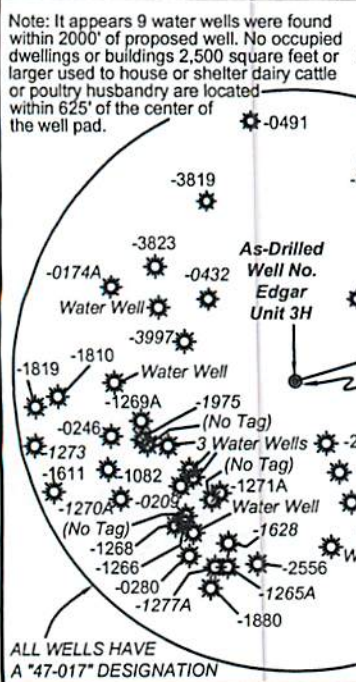 Note: It appears 9 water wells were found
within 2000' of proposed well. No occupied
dwellings or buildings 2,500 square feet or
larger used to house or shelter dairy cattle
or poultry husbandry are located
within 625' of the center of
the well pad.
-0491
-3819
-3823
As-Drilled
Well No.
Edgar
Unit 3H
-0174A
-0432
Water Well
-3997
-1810
-1819
Water Well
-1269A
-1975
(No Tag)
-0246
3 Water Wells
-1273
(No Tag)
-1611
-1082
-1271A
-1270A
-0209
Water Well
(No Tag)
-1628
-1268
-1266
-0280
-2556
-1277A
-1265A
-1880
ALL WELLS HAVE
A "47-017" DESIGNATION